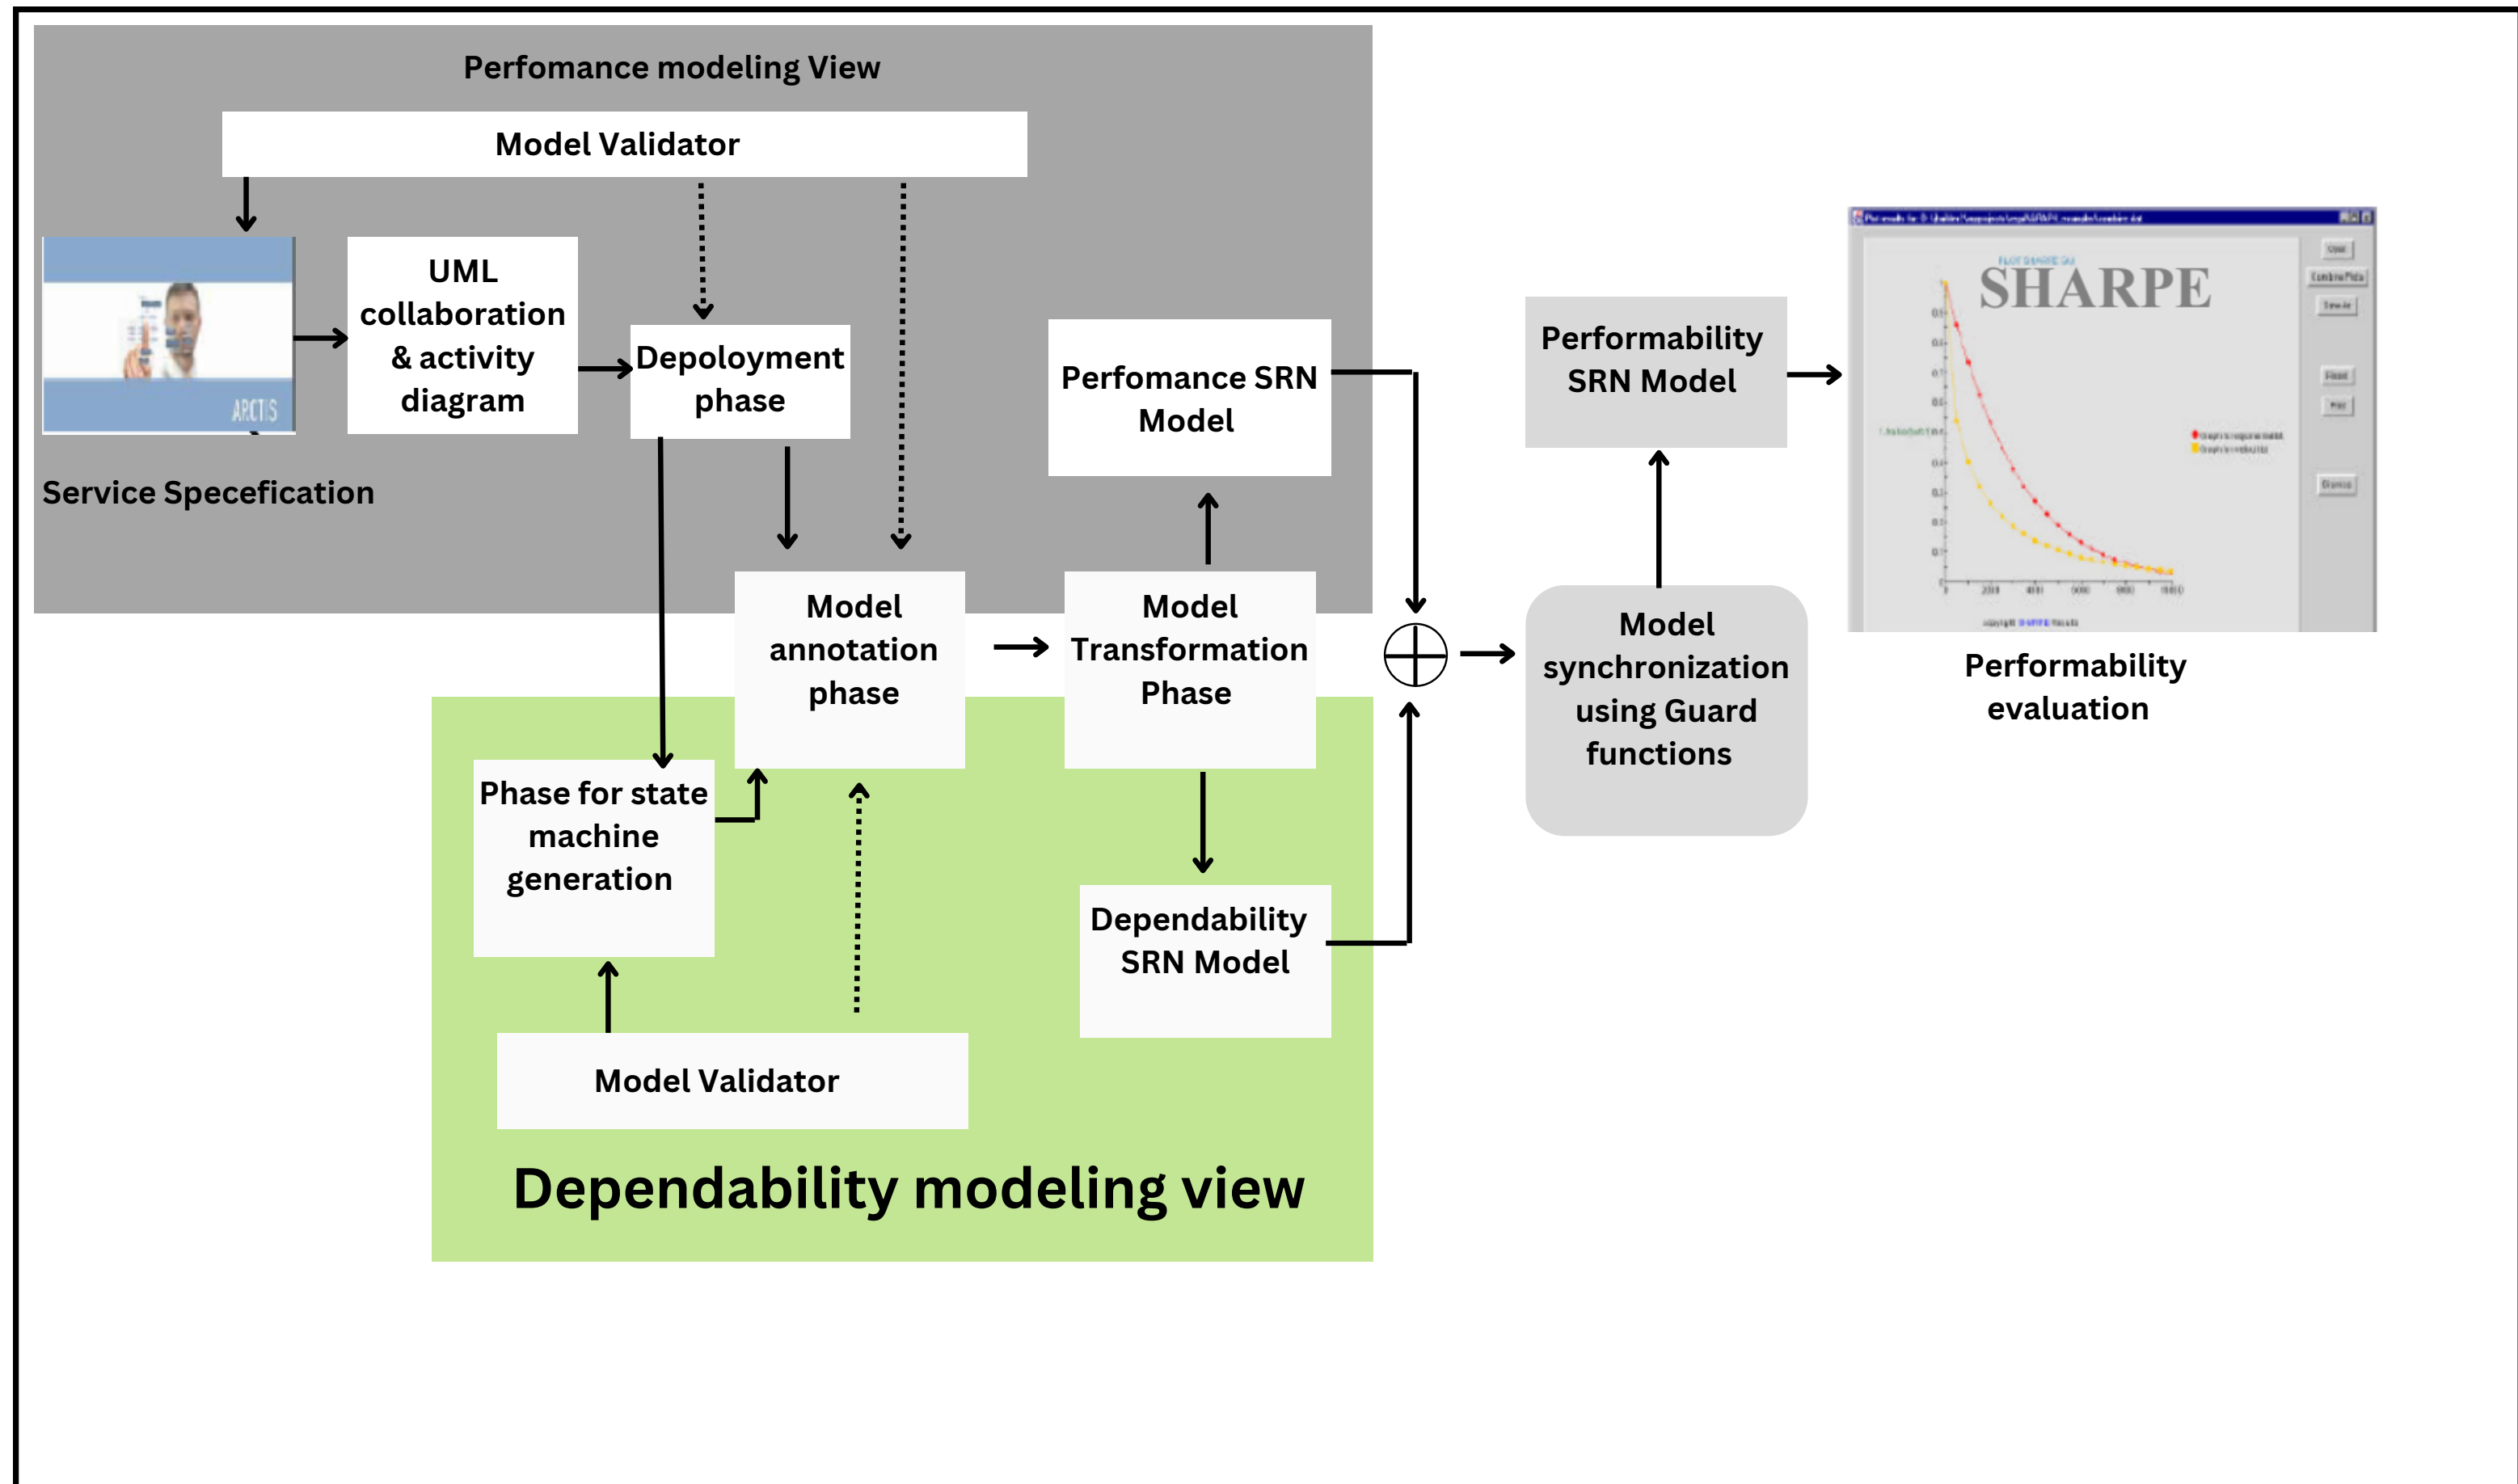 Perfomance modeling View
Model Validator
UML
collaboration
& activity
diagram
Depoloyment
phase
ARCTIS
Service Specefication
Perfomance SRN
Model
Model
annotation
phase
Model
Transformation
Phase
Phase for state
machine
generation
Dependability
SRN Model
Model Validator
Dependability modeling view
Performability
SRN Model
Model
synchronization
using Guard
functions
SHARPE
Performability
evaluation